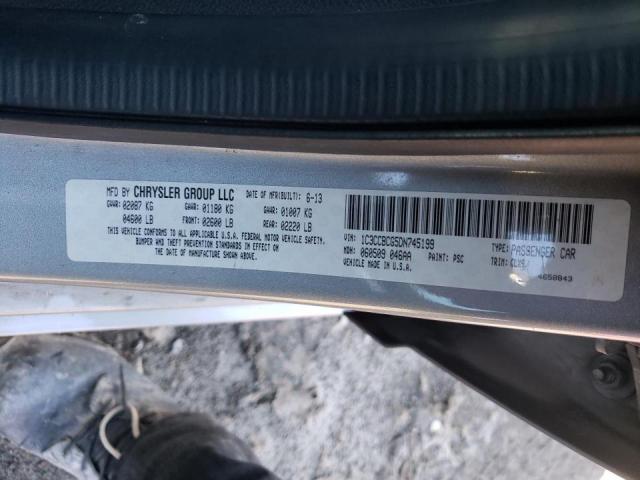 MFD BY CHRYSLER GROUP LLC DATE OF MFR(BUILT): 6-13
GVWR: 02087 KG GAWR: 01180 KG GAWR: 01007 KG
04600 LB FRONT: 02600 LB REAR: 02220 LB
THIS VEHICLE CONFORMS TO ALL APPLICABLE U.S.A. FEDERAL MOTOR VEHICLE SAFETY,
BUMPER AND THEFT PREVENTION STANDARDS IN EFFECT ON
THE DATE OF MANUFACTURE SHOWN ABOVE.
VIN: 1C3CCBCG5DN745199 TYPE: PASSENGER CAR
MDH: 060509 046AA PAINT: PSC TRIM:
VEHICLE MADE IN U.S.A. 4650843